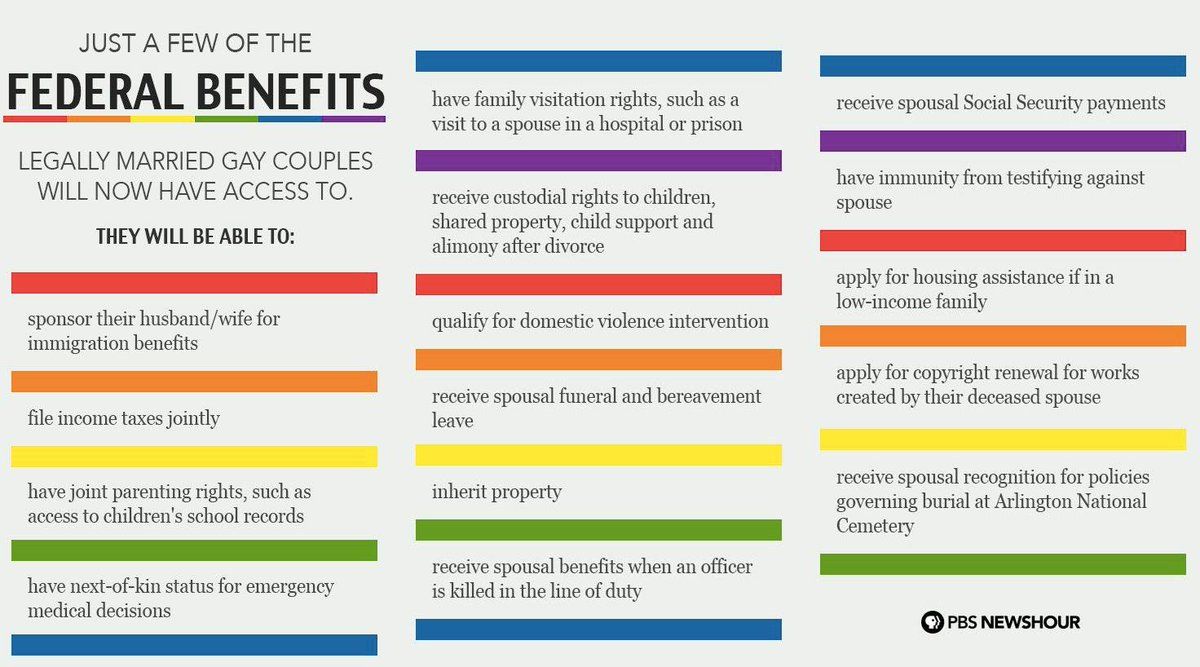 JUST A FEW OF THE
FEDERAL BENEFITS
LEGALLY MARRIED GAY COUPLES
WILL NOW HAVE ACCESS TO.
THEY WILL BE ABLE TO:
sponsor their husband/wife for
immigration benefits
file income taxes jointly
have joint parenting rights, such as
access to children's school records
have next-of-kin status for emergency
medical decisions
have family visitation rights, such as a
visit to a spouse in a hospital or prison
receive custodial rights to children,
shared property, child support and
alimony after divorce
qualify for domestic violence intervention
receive spousal funeral and bereavement
leave
inherit property
receive spousal benefits when an officer
is killed in the line of duty
receive spousal Social Security payments
have immunity from testifying against
spouse
apply for housing assistance if in a
low-income family
apply for copyright renewal for works
created by their deceased spouse
receive spousal recognition for policies
governing burial at Arlington National
Cemetery
PBS NEWSHOUR